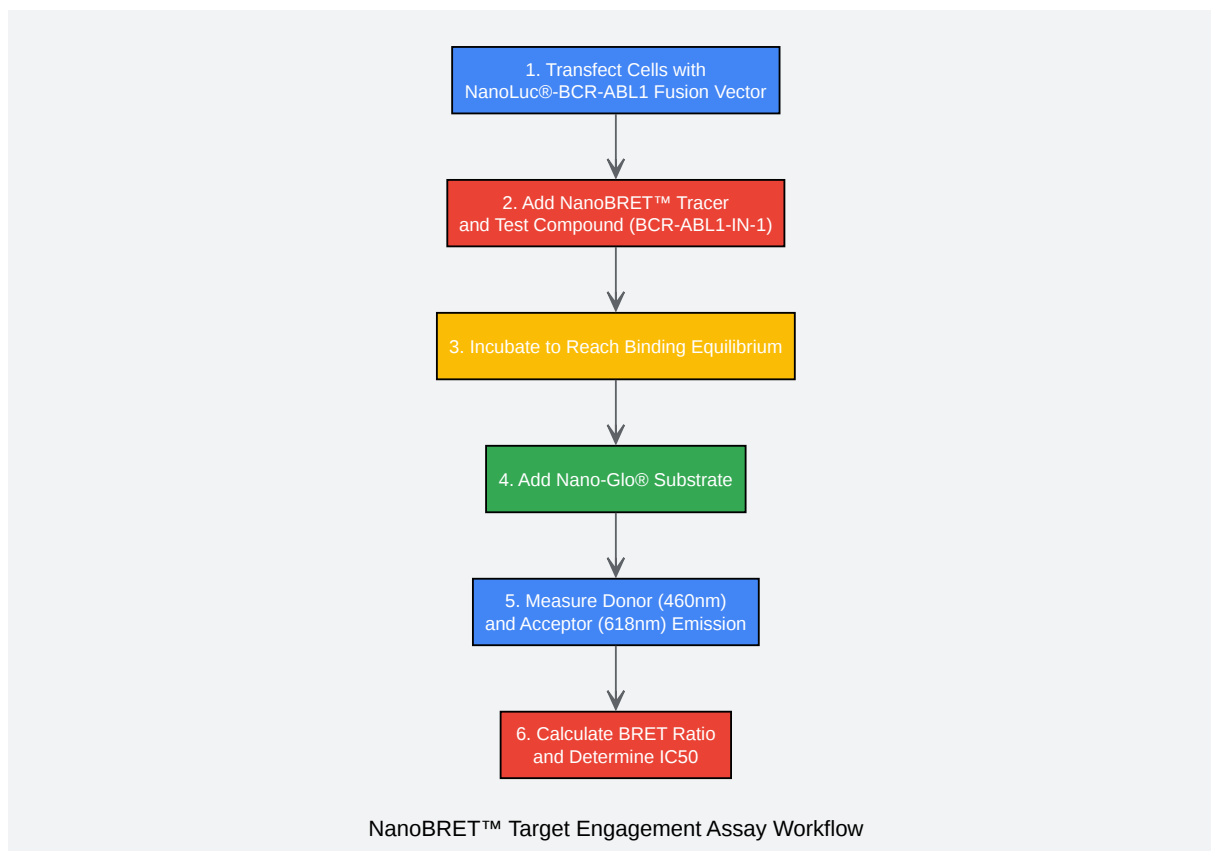 1. Transfect Cells with
NanoLuc®-BCR-ABL1 Fusion Vector
2. Add NanoBRET™ Tracer
and Test Compound (BCR-ABL1-IN-1)
3. Incubate to Reach Binding Equilibrium
4. Add Nano-Glo® Substrate
5. Measure Donor (460nm)
and Acceptor (618nm) Emission
6. Calculate BRET Ratio
and Determine IC50
NanoBRET™ Target Engagement Assay Workflow